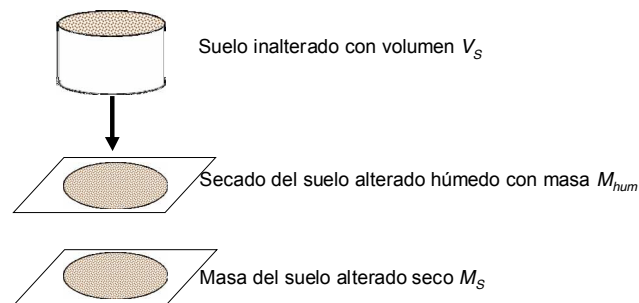 Suelo inalterado con volumen V_S
Secado del suelo alterado húmedo con masa M_hum
Masa del suelo alterado seco M_S